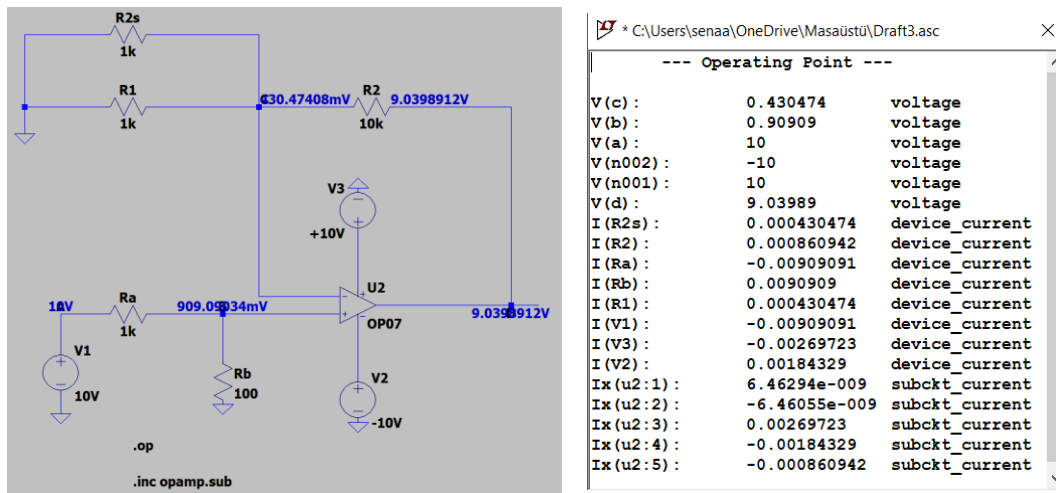 R2s
1k
R1
1k
430.47408mV
R2
9.0398912V
10k
V3
+10V
U2
OP07
9.0398912V
Ra
1k
909.09034mV
V1
10V
Rb
100
V2
-10V
.op
.inc opamp.sub
* C:\Users\senaa\OneDrive\Masaüstü\Draft3.asc
--- Operating Point ---
V(c): 0.430474 voltage
V(b): 0.90909 voltage
V(a): 10 voltage
V(n002): -10 voltage
V(n001): 10 voltage
V(d): 9.03989 voltage
I(R2s): 0.000430474 device_current
I(R2): 0.000860942 device_current
I(Ra): -0.00909091 device_current
I(Rb): 0.0090909 device_current
I(R1): 0.000430474 device_current
I(V1): -0.00909091 device_current
I(V3): -0.00269723 device_current
I(V2): 0.00184329 device_current
Ix(u2:1): 6.46294e-009 subckt_current
Ix(u2:2): -6.46055e-009 subckt_current
Ix(u2:3): 0.00269723 subckt_current
Ix(u2:4): -0.00184329 subckt_current
Ix(u2:5): -0.000860942 subckt_current